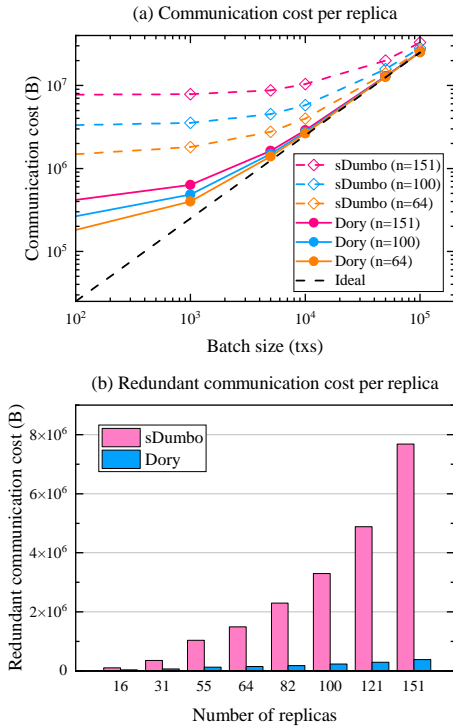 (a) Communication cost per replica
Communication cost (B)
10⁷
10⁶
10⁵
sDumbo (n=151)
sDumbo (n=100)
sDumbo (n=64)
Dory (n=151)
Dory (n=100)
Dory (n=64)
Ideal
10² 10³ 10⁴ 10⁵
Batch size (txs)
(b) Redundant communication cost per replica
Redundant communication cost (B)
8×10⁶
6×10⁶
4×10⁶
2×10⁶
0
sDumbo
Dory
16 31 55 64 82 100 121 151
Number of replicas